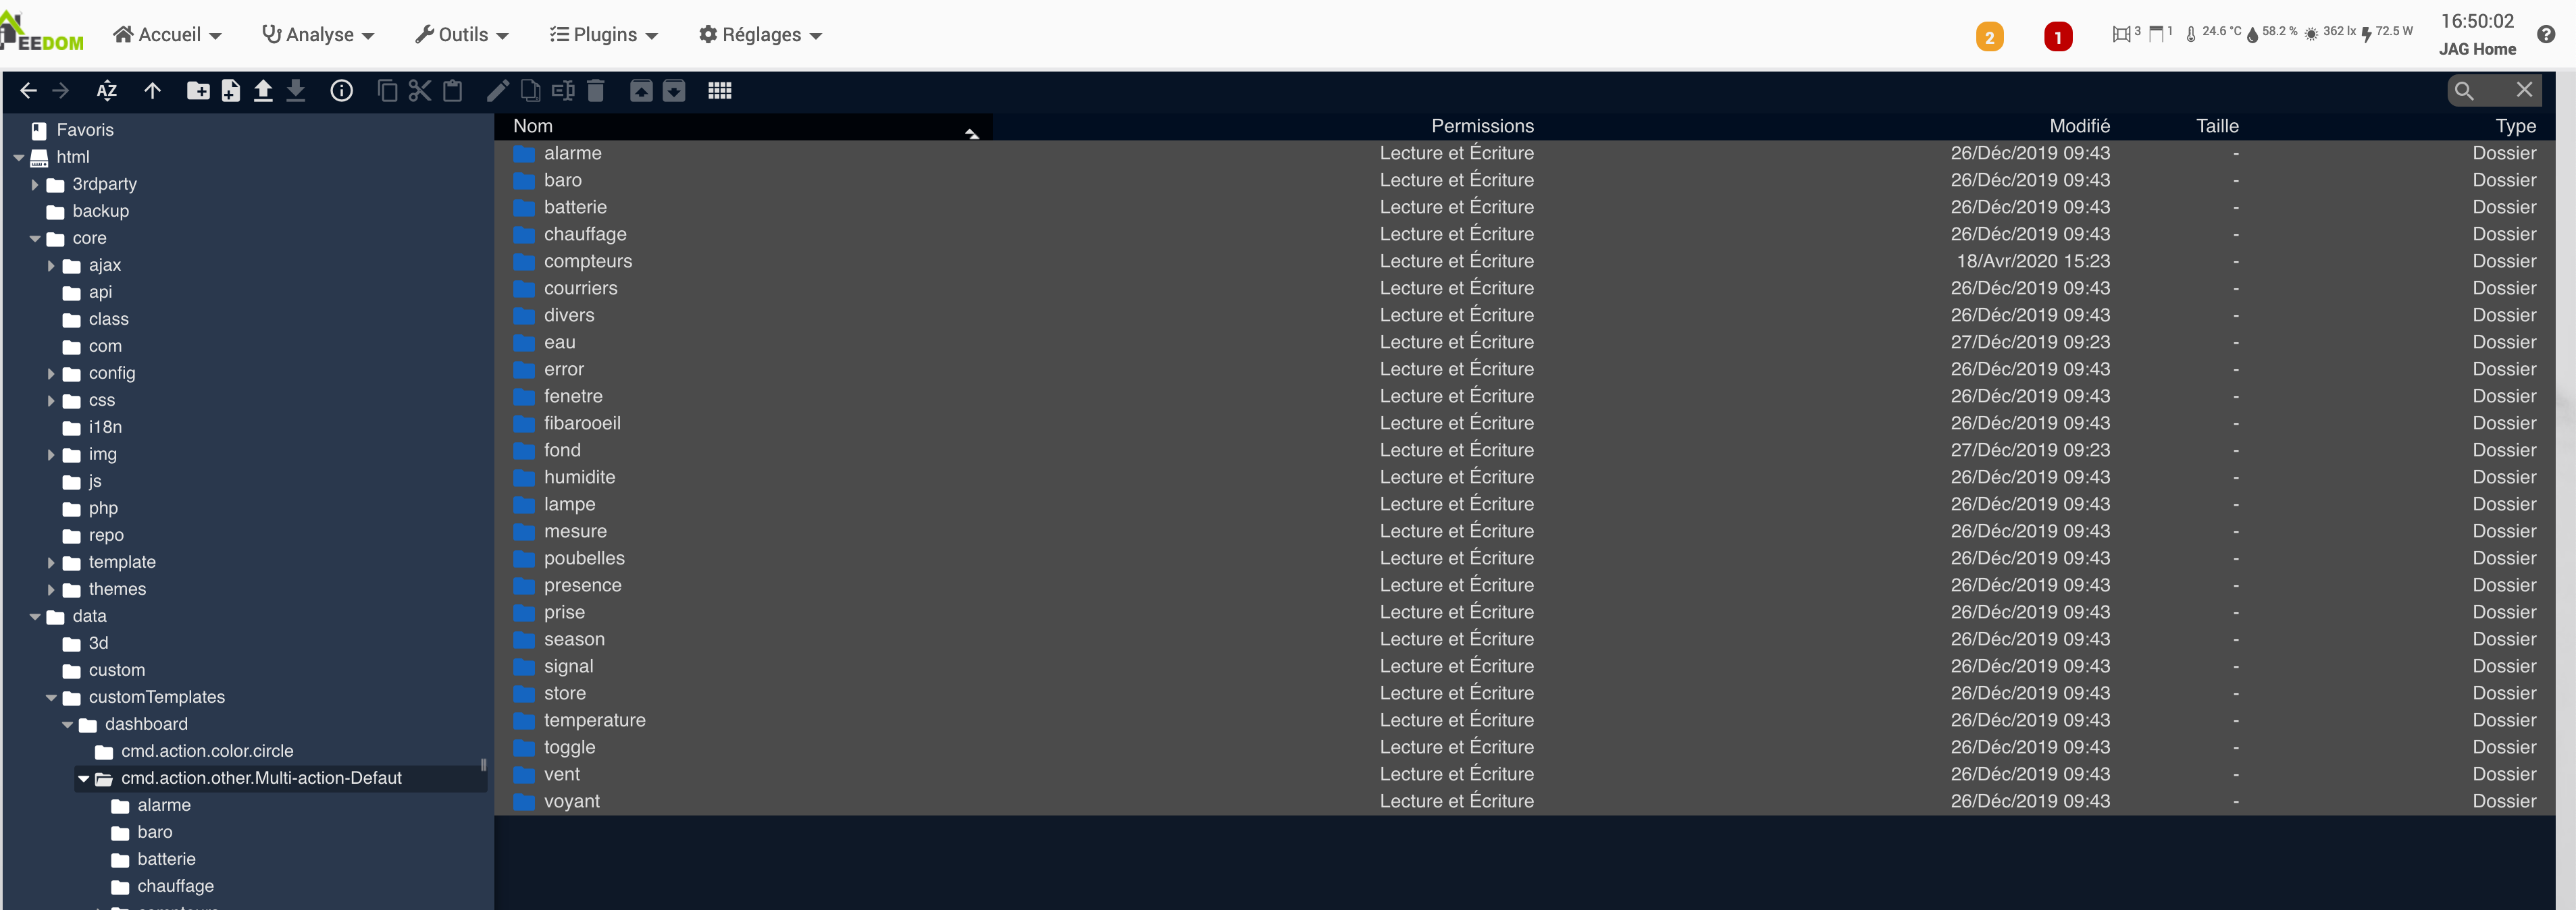 EEDOM Accueil Analyse Outils Plugins Réglages 2 1 3 1 24.6 °C 58.2 % 362 lx 72.5 W 16:50:02
JAG Home
AZ
Favoris
html
3rdparty
backup
core
ajax
api
class
com
config
css
i18n
img
js
php
repo
template
themes
data
3d
custom
customTemplates
dashboard
cmd.action.color.circle
cmd.action.other.Multi-action-Defaut
alarme
baro
batterie
chauffage
Nom Permissions Modifié Taille Type
alarme Lecture et Écriture 26/Déc/2019 09:43 - Dossier
baro Lecture et Écriture 26/Déc/2019 09:43 - Dossier
batterie Lecture et Écriture 26/Déc/2019 09:43 - Dossier
chauffage Lecture et Écriture 26/Déc/2019 09:43 - Dossier
compteurs Lecture et Écriture 18/Avr/2020 15:23 - Dossier
courriers Lecture et Écriture 26/Déc/2019 09:43 - Dossier
divers Lecture et Écriture 26/Déc/2019 09:43 - Dossier
eau Lecture et Écriture 27/Déc/2019 09:23 - Dossier
error Lecture et Écriture 26/Déc/2019 09:43 - Dossier
fenetre Lecture et Écriture 26/Déc/2019 09:43 - Dossier
fibarooeil Lecture et Écriture 26/Déc/2019 09:43 - Dossier
fond Lecture et Écriture 27/Déc/2019 09:23 - Dossier
humidite Lecture et Écriture 26/Déc/2019 09:43 - Dossier
lampe Lecture et Écriture 26/Déc/2019 09:43 - Dossier
mesure Lecture et Écriture 26/Déc/2019 09:43 - Dossier
poubelles Lecture et Écriture 26/Déc/2019 09:43 - Dossier
presence Lecture et Écriture 26/Déc/2019 09:43 - Dossier
prise Lecture et Écriture 26/Déc/2019 09:43 - Dossier
season Lecture et Écriture 26/Déc/2019 09:43 - Dossier
signal Lecture et Écriture 26/Déc/2019 09:43 - Dossier
store Lecture et Écriture 26/Déc/2019 09:43 - Dossier
temperature Lecture et Écriture 26/Déc/2019 09:43 - Dossier
toggle Lecture et Écriture 26/Déc/2019 09:43 - Dossier
vent Lecture et Écriture 26/Déc/2019 09:43 - Dossier
voyant Lecture et Écriture 26/Déc/2019 09:43 - Dossier